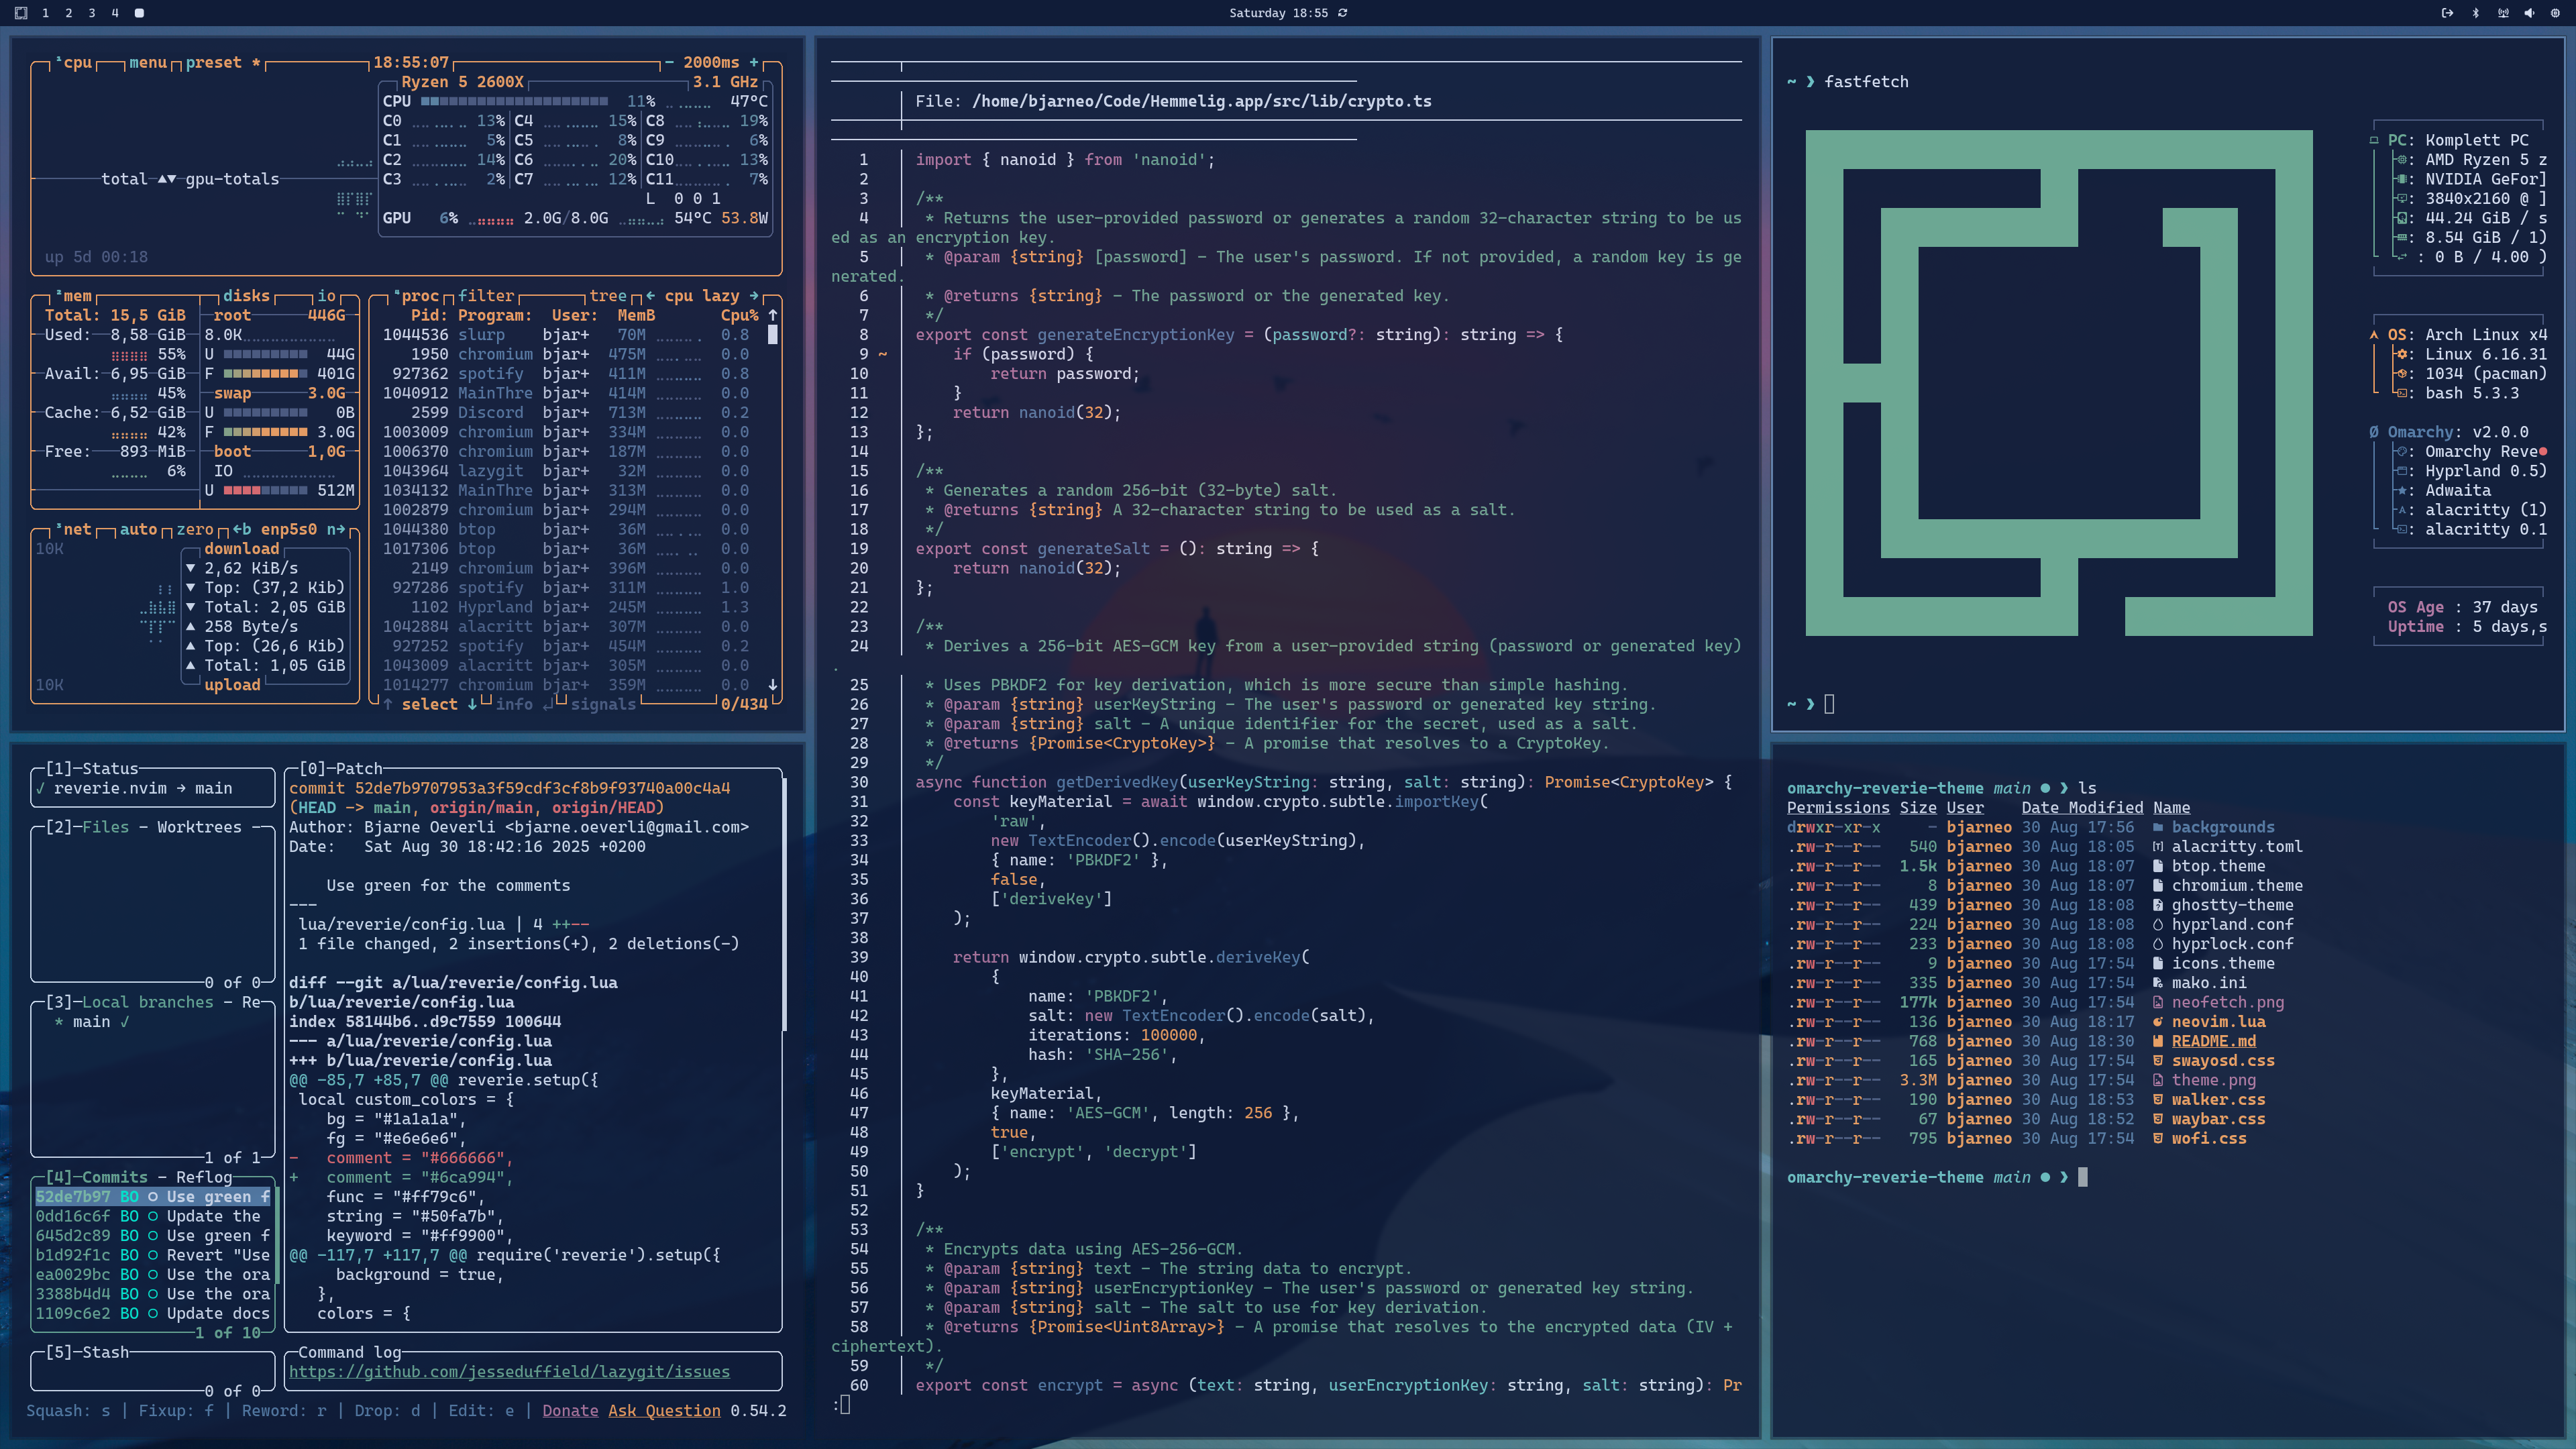 1 2 3 4
Saturday 18:55
¹cpu menu preset * 18:55:07 - 2000ms +
Ryzen 5 2600X 3.1 GHz
CPU 11% 47°C
C0 13% C4 15% C8 19%
C1 5% C5 8% C9 6%
C2 14% C6 20% C10 13%
C3 2% C7 12% C11 7%
total ▲▼ gpu-totals
L 0 0 1
GPU 6% 2.0G/8.0G 54°C 53.8W
up 5d 00:18
²mem disks io
Total: 15,5 GiB root 446G
Used: 8,58 GiB 8.0K
55% U 44G
Avail: 6,95 GiB F 401G
45% swap 3.0G
Cache: 6,52 GiB U 0B
42% F 3.0G
Free: 893 MiB boot 1,0G
6% IO
U 512M
³net auto zero ←b enp5s0 n→
10K download
▼ 2,62 KiB/s
▼ Top: (37,2 Kib)
▼ Total: 2,05 GiB
▲ 258 Byte/s
▲ Top: (26,6 Kib)
▲ Total: 1,05 GiB
10K upload
⁴proc filter tree ← cpu lazy →
Pid: Program: User: MemB Cpu% ↑
1044536 slurp bjar+ 70M 0.8
1950 chromium bjar+ 475M 0.0
927362 spotify bjar+ 411M 0.8
1040912 MainThre bjar+ 414M 0.0
2599 Discord bjar+ 713M 0.2
1003009 chromium bjar+ 334M 0.0
1006370 chromium bjar+ 187M 0.0
1043964 lazygit bjar+ 32M 0.0
1034132 MainThre bjar+ 313M 0.0
1002879 chromium bjar+ 294M 0.0
1044380 btop bjar+ 36M 0.0
1017306 btop bjar+ 36M 0.0
2149 chromium bjar+ 396M 0.0
927286 spotify bjar+ 311M 1.0
1102 Hyprland bjar+ 245M 1.3
1042884 alacritt bjar+ 307M 0.0
927252 spotify bjar+ 454M 0.2
1043009 alacritt bjar+ 305M 0.0
1014277 chromium bjar+ 359M 0.0 ↓
↑ select ↓ info ↲ signals 0/434
[1]─Status
✓ reverie.nvim → main
[2]─Files - Worktrees -
0 of 0
[3]─Local branches - Re
* main ✓
1 of 1
[4]─Commits - Reflog
52de7b97 BO ○ Use green f
0dd16c6f BO ○ Update the
645d2c89 BO ○ Use green f
b1d92f1c BO ○ Revert "Use
ea0029bc BO ○ Use the ora
3388b4d4 BO ○ Use the ora
1109c6e2 BO ○ Update docs
1 of 10
[5]─Stash
0 of 0
[0]─Patch
commit 52de7b9707953a3f59cdf3cf8b9f93740a00c4a4
(HEAD -> main, origin/main, origin/HEAD)
Author: Bjarne Oeverli <bjarne.oeverli@gmail.com>
Date:   Sat Aug 30 18:42:16 2025 +0200
Use green for the comments
---
lua/reverie/config.lua | 4 ++--
1 file changed, 2 insertions(+), 2 deletions(-)
diff --git a/lua/reverie/config.lua
b/lua/reverie/config.lua
index 58144b6..d9c7559 100644
--- a/lua/reverie/config.lua
+++ b/lua/reverie/config.lua
@@ -85,7 +85,7 @@ reverie.setup({
local custom_colors = {
bg = "#1a1a1a",
fg = "#e6e6e6",
-   comment = "#666666",
+   comment = "#6ca994",
func = "#ff79c6",
string = "#50fa7b",
keyword = "#ff9900",
@@ -117,7 +117,7 @@ require('reverie').setup({
background = true,
},
colors = {
Command log
https://github.com/jesseduffield/lazygit/issues
Squash: s | Fixup: f | Reword: r | Drop: d | Edit: e | Donate Ask Question 0.54.2
File: /home/bjarneo/Code/Hemmelig.app/src/lib/crypto.ts
1 import { nanoid } from 'nanoid';
2
3 /**
4  * Returns the user-provided password or generates a random 32-character string to be us
ed as an encryption key.
5  * @param {string} [password] - The user's password. If not provided, a random key is ge
nerated.
6  * @returns {string} - The password or the generated key.
7  */
8 export const generateEncryptionKey = (password?: string): string => {
9 ~     if (password) {
10         return password;
11     }
12     return nanoid(32);
13 };
14
15 /**
16  * Generates a random 256-bit (32-byte) salt.
17  * @returns {string} A 32-character string to be used as a salt.
18  */
19 export const generateSalt = (): string => {
20     return nanoid(32);
21 };
22
23 /**
24  * Derives a 256-bit AES-GCM key from a user-provided string (password or generated key)
.
25  * Uses PBKDF2 for key derivation, which is more secure than simple hashing.
26  * @param {string} userKeyString - The user's password or generated key string.
27  * @param {string} salt - A unique identifier for the secret, used as a salt.
28  * @returns {Promise<CryptoKey>} - A promise that resolves to a CryptoKey.
29  */
30 async function getDerivedKey(userKeyString: string, salt: string): Promise<CryptoKey> {
31     const keyMaterial = await window.crypto.subtle.importKey(
32         'raw',
33         new TextEncoder().encode(userKeyString),
34         { name: 'PBKDF2' },
35         false,
36         ['deriveKey']
37     );
38
39     return window.crypto.subtle.deriveKey(
40         {
41             name: 'PBKDF2',
42             salt: new TextEncoder().encode(salt),
43             iterations: 100000,
44             hash: 'SHA-256',
45         },
46         keyMaterial,
47         { name: 'AES-GCM', length: 256 },
48         true,
49         ['encrypt', 'decrypt']
50     );
51 }
52
53 /**
54  * Encrypts data using AES-256-GCM.
55  * @param {string} text - The string data to encrypt.
56  * @param {string} userEncryptionKey - The user's password or generated key string.
57  * @param {string} salt - The salt to use for key derivation.
58  * @returns {Promise<Uint8Array>} - A promise that resolves to the encrypted data (IV +
ciphertext).
59  */
60 export const encrypt = async (text: string, userEncryptionKey: string, salt: string): Pr
:
~ ❯ fastfetch
PC: Komplett PC
: AMD Ryzen 5 z
: NVIDIA GeFor]
: 3840x2160 @ ]
: 44.24 GiB / s
: 8.54 GiB / 1)
: 0 B / 4.00 )
OS: Arch Linux x4
: Linux 6.16.31
: 1034 (pacman)
: bash 5.3.3
Ø Omarchy: v2.0.0
: Omarchy Reve●
: Hyprland 0.5)
: Adwaita
: alacritty (1)
: alacritty 0.1
OS Age : 37 days
Uptime : 5 days,s
~ ❯
omarchy-reverie-theme main ● ❯ ls
Permissions Size User Date Modified Name
drwxr-xr-x - bjarneo 30 Aug 17:56 backgrounds
.rw-r--r-- 540 bjarneo 30 Aug 18:05 alacritty.toml
.rw-r--r-- 1.5k bjarneo 30 Aug 18:07 btop.theme
.rw-r--r-- 8 bjarneo 30 Aug 18:07 chromium.theme
.rw-r--r-- 439 bjarneo 30 Aug 18:08 ghostty-theme
.rw-r--r-- 224 bjarneo 30 Aug 18:08 hyprland.conf
.rw-r--r-- 233 bjarneo 30 Aug 18:08 hyprlock.conf
.rw-r--r-- 9 bjarneo 30 Aug 17:54 icons.theme
.rw-r--r-- 335 bjarneo 30 Aug 17:54 mako.ini
.rw-r--r-- 177k bjarneo 30 Aug 17:54 neofetch.png
.rw-r--r-- 136 bjarneo 30 Aug 18:17 neovim.lua
.rw-r--r-- 768 bjarneo 30 Aug 18:30 README.md
.rw-r--r-- 165 bjarneo 30 Aug 17:54 swayosd.css
.rw-r--r-- 3.3M bjarneo 30 Aug 17:54 theme.png
.rw-r--r-- 190 bjarneo 30 Aug 18:53 walker.css
.rw-r--r-- 67 bjarneo 30 Aug 18:52 waybar.css
.rw-r--r-- 795 bjarneo 30 Aug 17:54 wofi.css
omarchy-reverie-theme main ● ❯